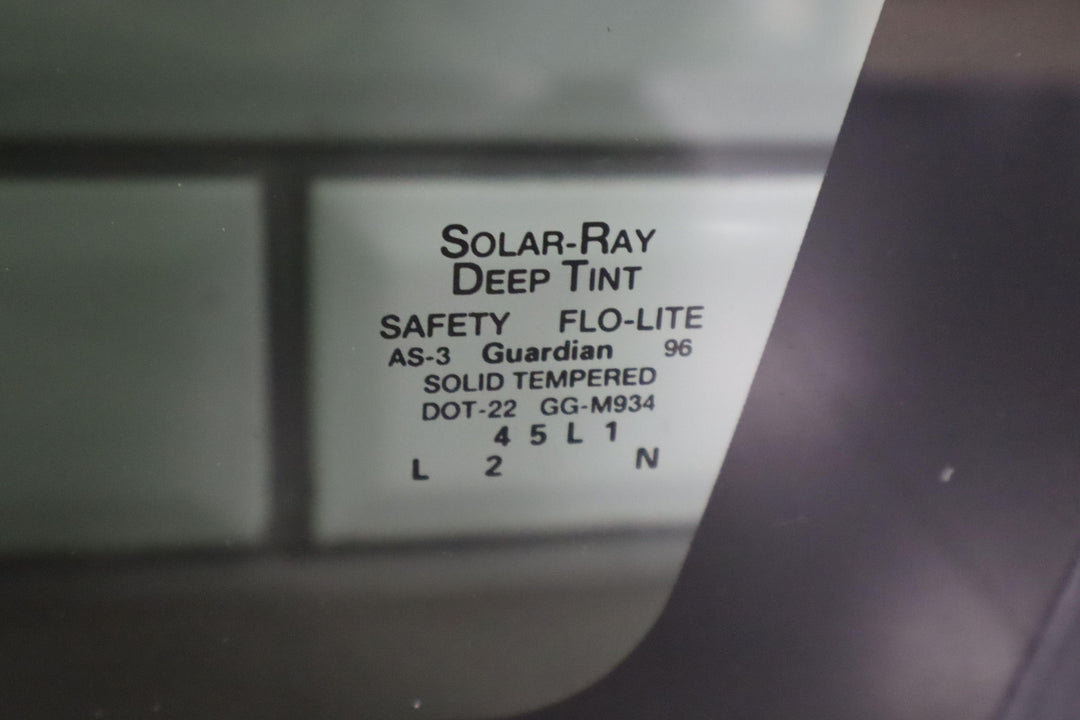 SOLAR-RAY
DEEP TINT
SAFETY FLO-LITE
AS-3 Guardian 96
SOLID TEMPERED
DOT-22 GG-M934
4 5 L 1
L 2 N